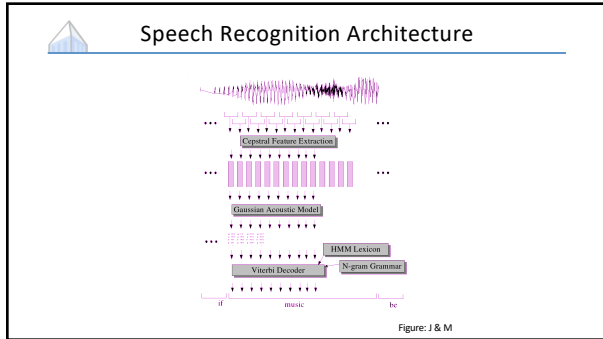 Speech Recognition Architecture
Cepstral Feature Extraction
Gaussian Acoustic Model
HMM Lexicon
N-gram Grammar
Viterbi Decoder
if music be
Figure: J & M